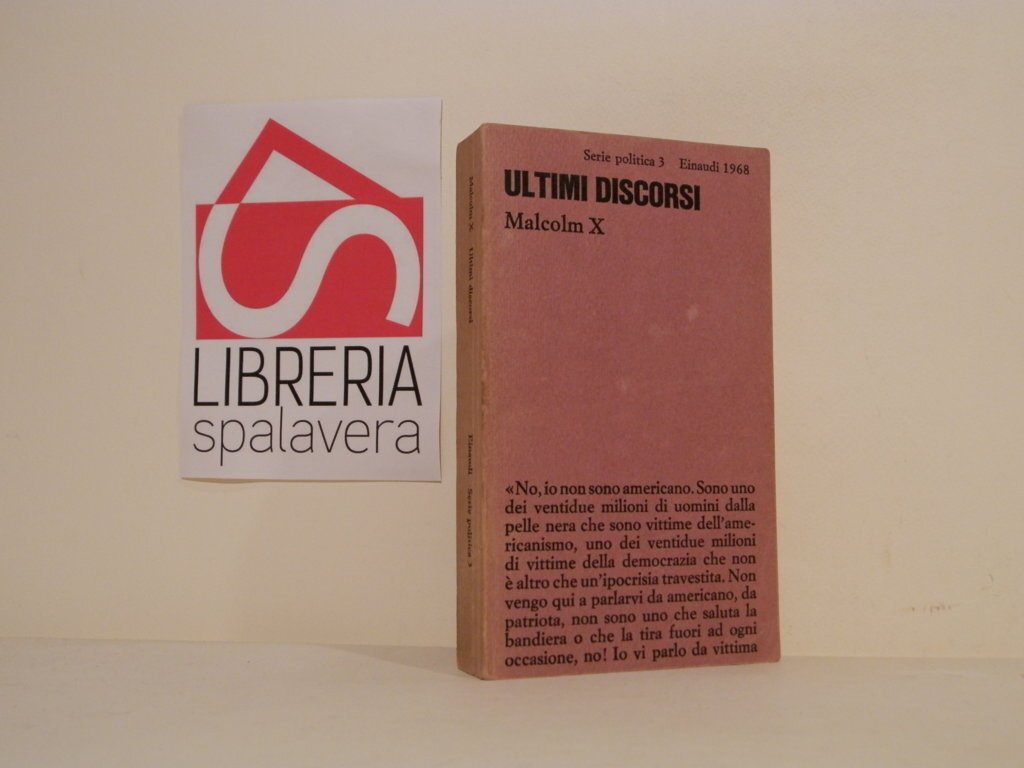 LIBRERIA
spalavera
Malcolm X Ultimi discorsi
Einaudi Serie politica 3
Serie politica 3 Einaudi 1968
ULTIMI DISCORSI
Malcolm X
«No, io non sono americano. Sono uno
dei ventidue milioni di uomini dalla
pelle nera che sono vittime dell'ame-
ricanismo, uno dei ventidue milioni
di vittime della democrazia che non
è altro che un'ipocrisia travestita. Non
vengo qui a parlarvi da americano, da
patriota, non sono uno che saluta la
bandiera o che la tira fuori ad ogni
occasione, no! Io vi parlo da vittima